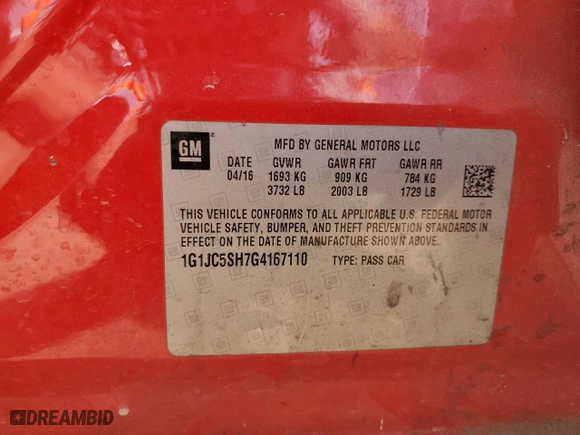 GM ® MFD BY GENERAL MOTORS LLC
DATE GVWR GAWR FRT GAWR RR
04/16 1693 KG 909 KG 784 KG
3732 LB 2003 LB 1729 LB
THIS VEHICLE CONFORMS TO ALL APPLICABLE U.S. FEDERAL MOTOR
VEHICLE SAFETY, BUMPER, AND THEFT PREVENTION STANDARDS IN
EFFECT ON THE DATE OF MANUFACTURE SHOWN ABOVE.
1G1JC5SH7G4167110 TYPE: PASS CAR
DREAMBID